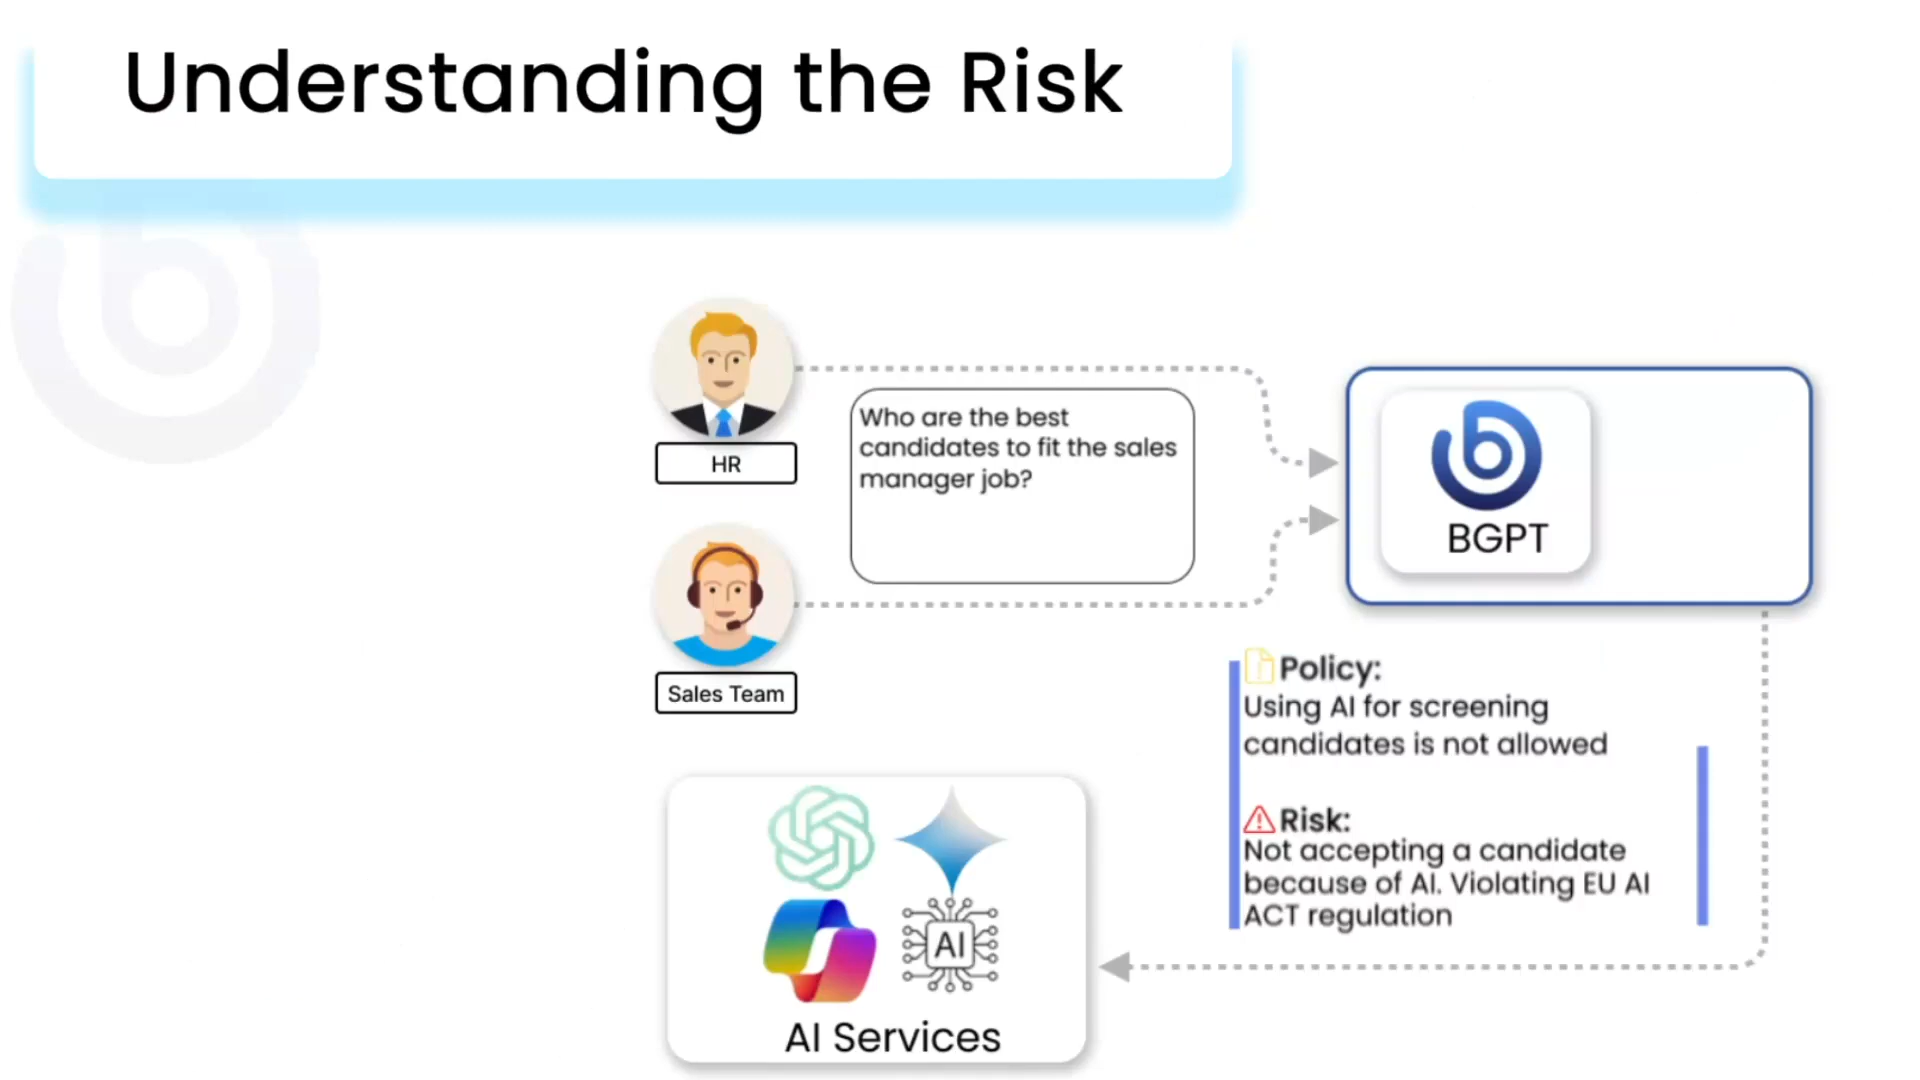 Understanding the Risk
HR
Who are the best
candidates to fit the sales
manager job?
BGPT
Sales Team
Policy:
Using AI for screening
candidates is not allowed
Risk:
Not accepting a candidate
because of AI. Violating EU AI
ACT regulation
AI
AI Services